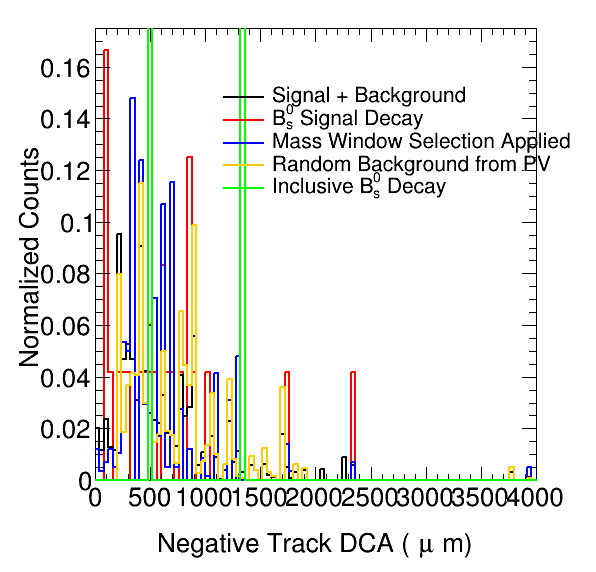 0.16
0.14
0.12
0.1
0.08
0.06
0.04
0.02
0
Normalized Counts
Signal + Background
B⁰ₛ Signal Decay
Mass Window Selection Applied
Random Background from PV
Inclusive B⁰ₛ Decay
0 500 1000 1500 2000 2500 3000 3500 4000
Negative Track DCA ( μ m)